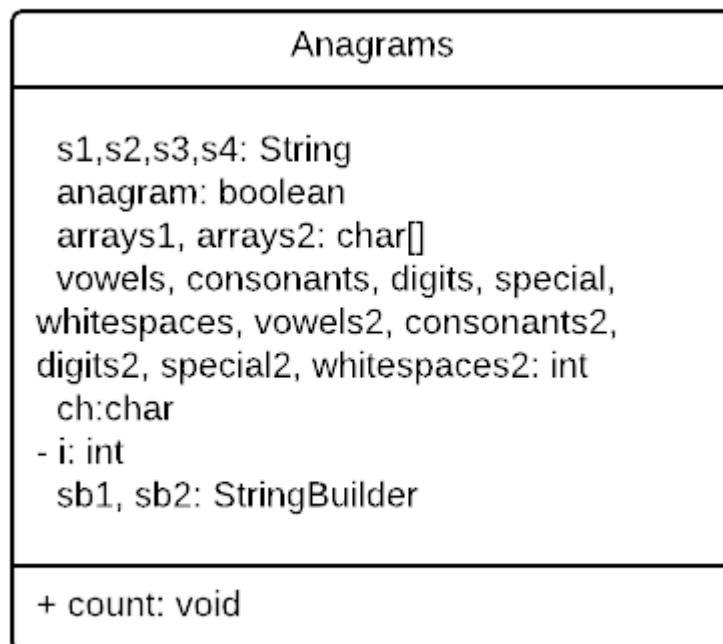 Anagrams
s1,s2,s3,s4: String
anagram: boolean
arrays1, arrays2: char[]
vowels, consonants, digits, special,
whitespaces, vowels2, consonants2,
digits2, special2, whitespaces2: int
ch:char
- i: int
sb1, sb2: StringBuilder
+ count: void